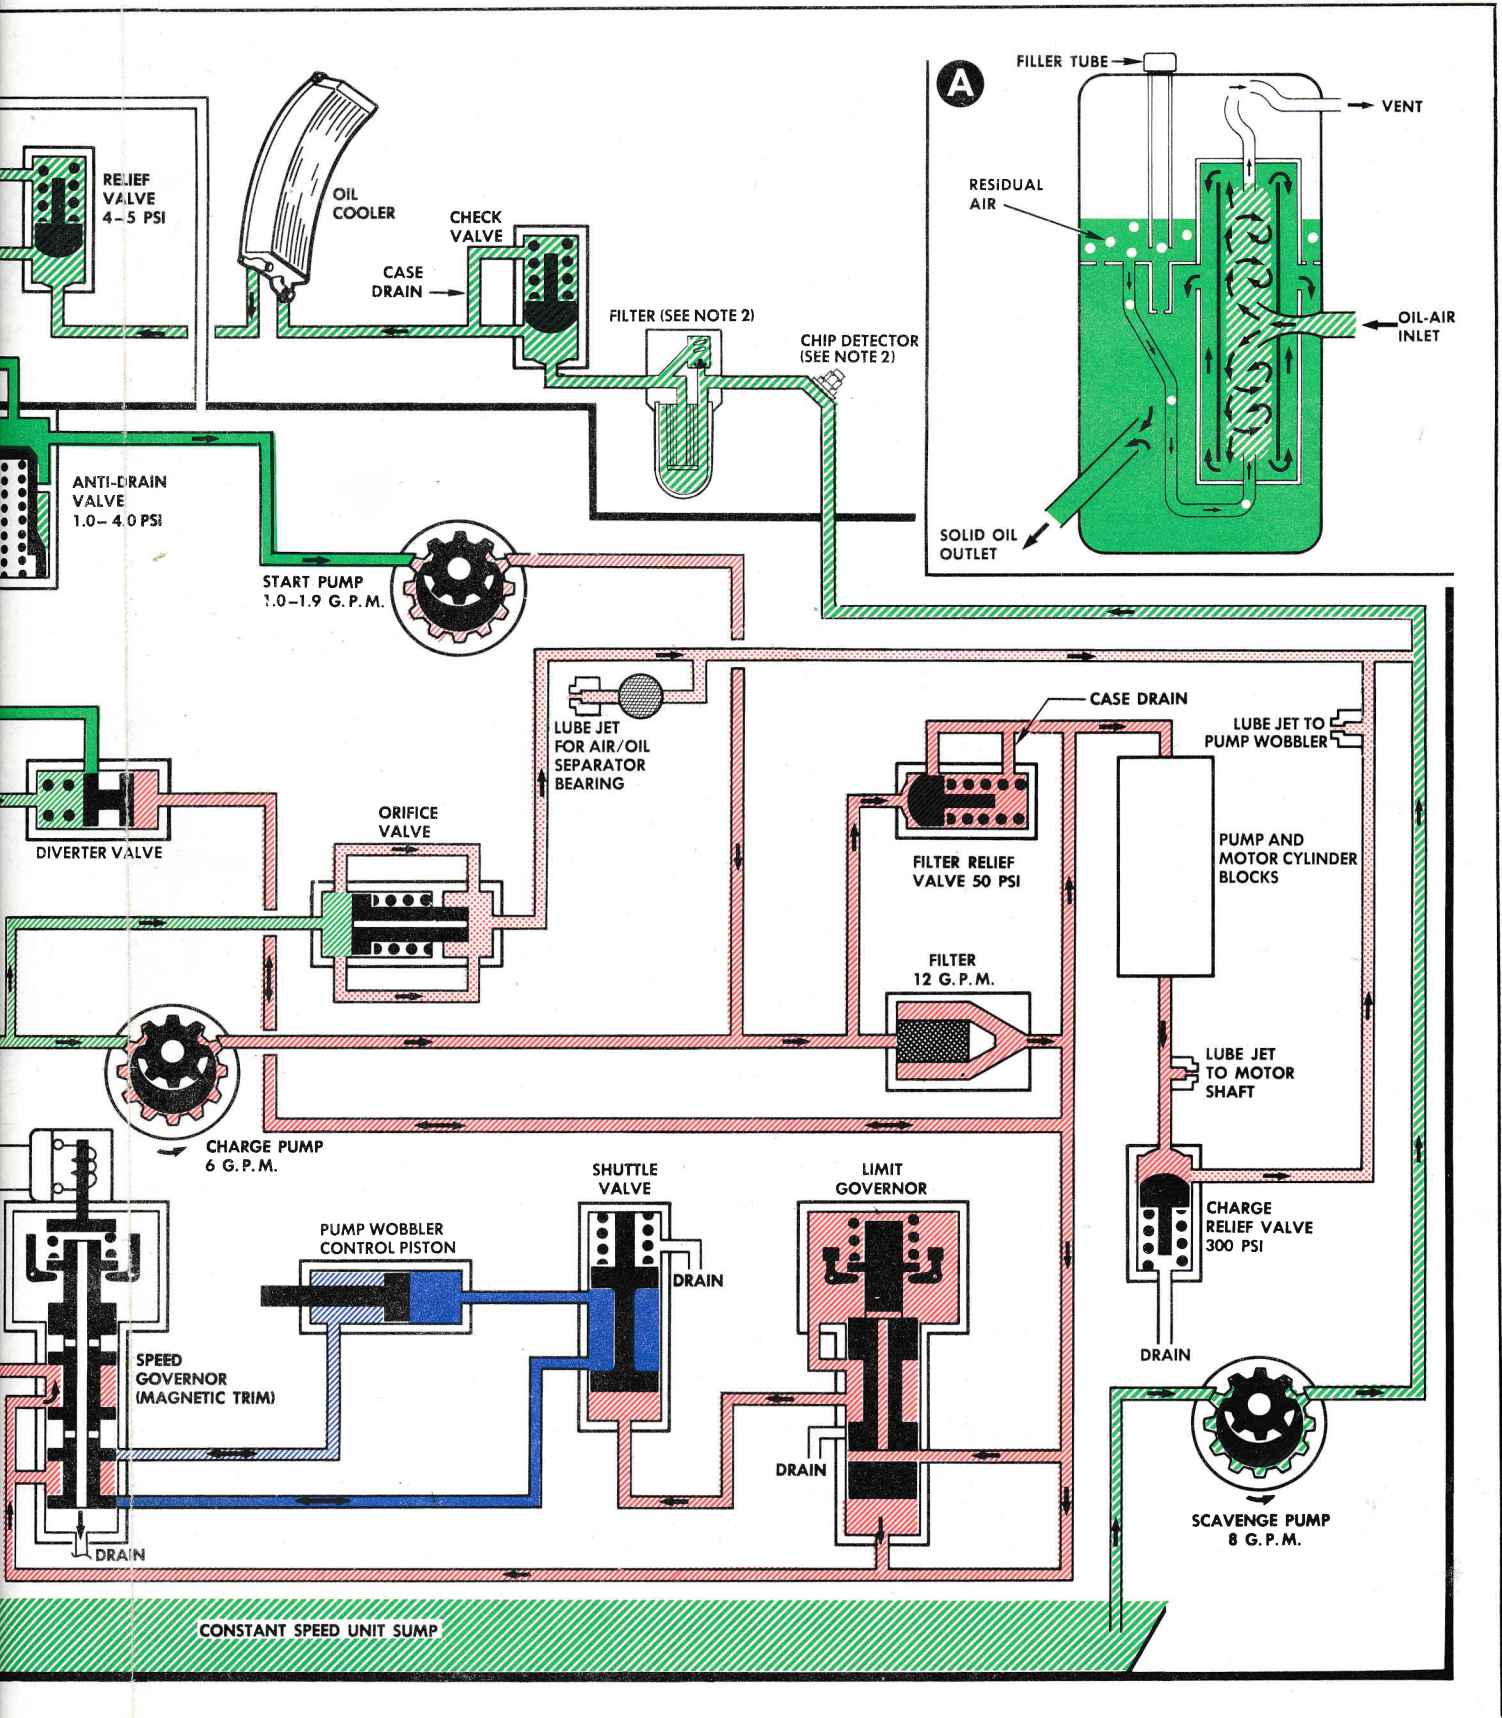 A
FILLER TUBE
VENT
RESIDUAL
AIR
OIL-AIR
INLET
SOLID OIL
OUTLET
RELIEF
VALVE
4-5 PSI
OIL
COOLER
CHECK
VALVE
CASE
DRAIN
FILTER (SEE NOTE 2)
CHIP DETECTOR
(SEE NOTE 2)
ANTI-DRAIN
VALVE
1.0-4.0 PSI
START PUMP
1.0-1.9 G.P.M.
LUBE JET
FOR AIR/OIL
SEPARATOR
BEARING
CASE DRAIN
LUBE JET TO
PUMP WOBBLER
DIVERTER VALVE
ORIFICE
VALVE
FILTER RELIEF
VALVE 50 PSI
PUMP AND
MOTOR CYLINDER
BLOCKS
FILTER
12 G.P.M.
LUBE JET
TO MOTOR
SHAFT
CHARGE PUMP
6 G.P.M.
SHUTTLE
VALVE
LIMIT
GOVERNOR
CHARGE
RELIEF VALVE
300 PSI
PUMP WOBBLER
CONTROL PISTON
DRAIN
DRAIN
SPEED
GOVERNOR
(MAGNETIC TRIM)
DRAIN
SCAVENGE PUMP
8 G.P.M.
DRAIN
CONSTANT SPEED UNIT SUMP